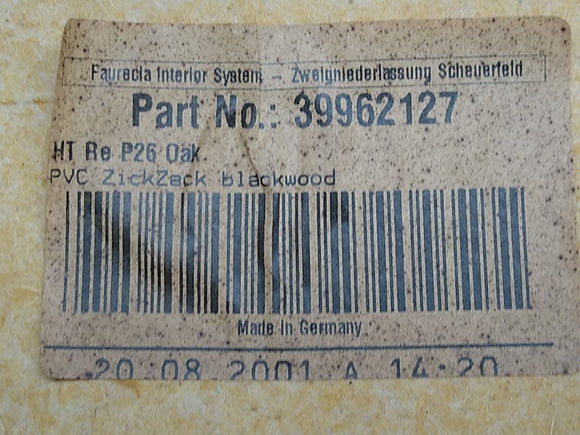 Faurecia Interior System - Zweigniederlassung Scheuerfeld
Part No.: 39962127
HT Re P26 Oak
PVC ZickZack blackwood
Made In Germany
20.08.2001 A 14:20